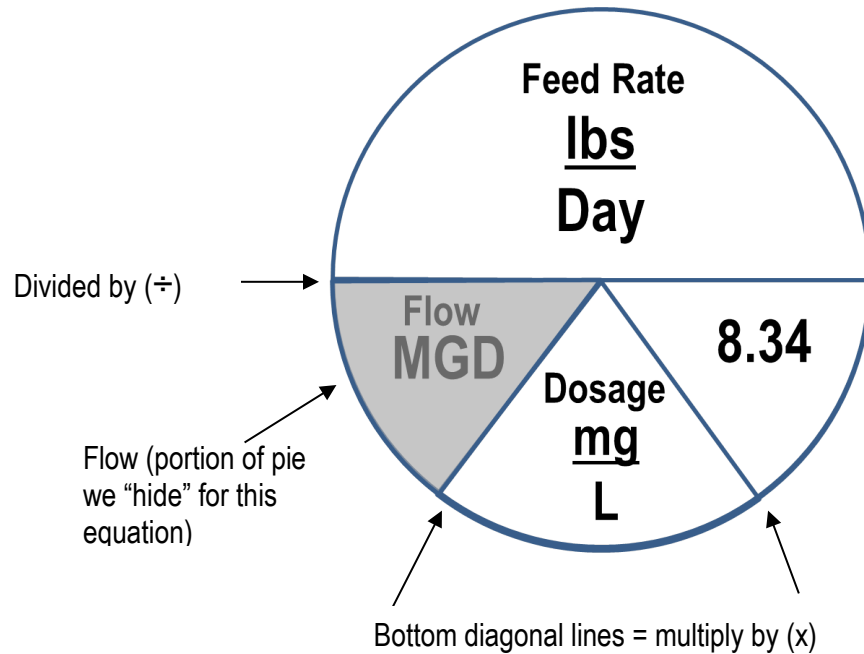 Feed Rate
lbs
Day
Divided by (÷)
Flow
MGD
8.34
Dosage
mg
L
Flow (portion of pie
we “hide” for this
equation)
Bottom diagonal lines = multiply by (x)